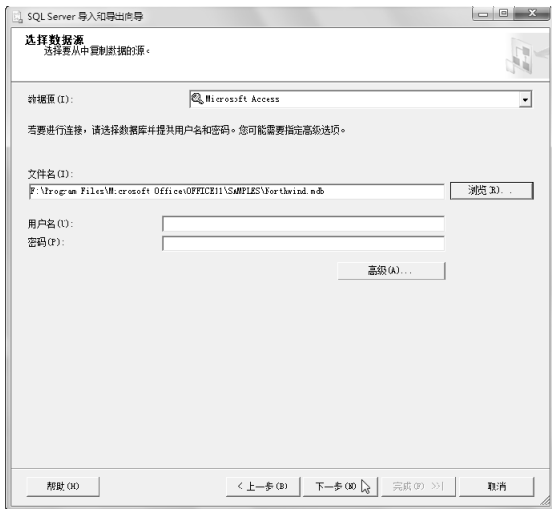 SQL Server 导入和导出向导
选择数据源
选择要从中复制数据的源。
数据源(I): Microsoft Access
若要进行连接，请选择数据库并提供用户名和密码。您可能需要指定高级选项。
文件名(I):
F:\Program Files\Microsoft Office\OFFICE11\SAMPLES\Northwind.mdb 浏览(R)...
用户名(U):
密码(P):
高级(A)...
帮助(H) < 上一步(B) 下一步(N) 完成(F) >>| 取消